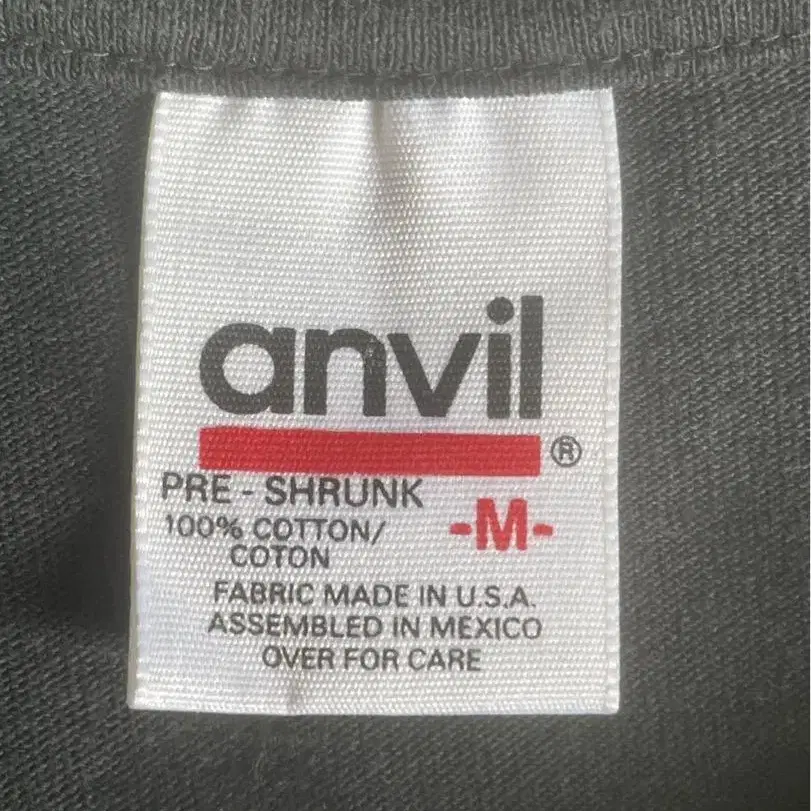 anvil
®
PRE - SHRUNK
100% COTTON/
COTON
-M-
FABRIC MADE IN U.S.A.
ASSEMBLED IN MEXICO
OVER FOR CARE